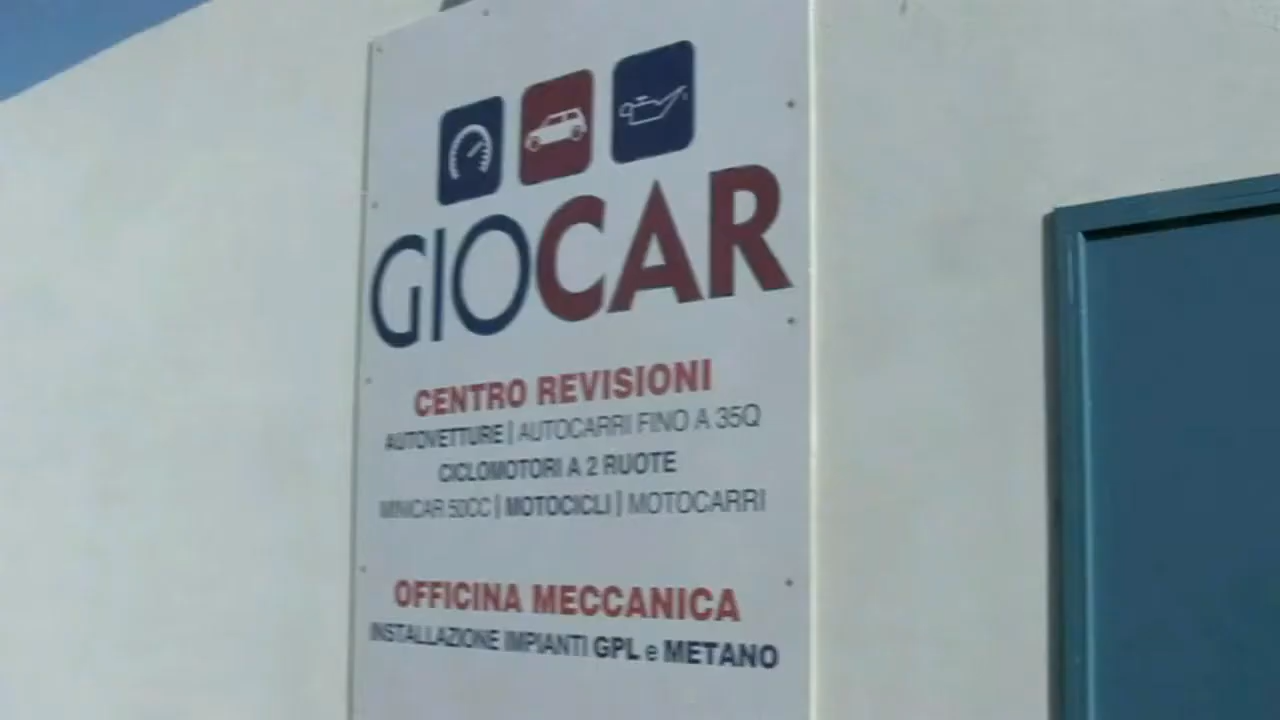 GIOCAR
CENTRO REVISIONI
AUTOVETTURE | AUTOCARRI FINO A 35Q
CICLOMOTORI A 2 RUOTE
MINICAR 50CC | MOTOCICLI | MOTOCARRI
OFFICINA MECCANICA
INSTALLAZIONE IMPIANTI GPL e METANO